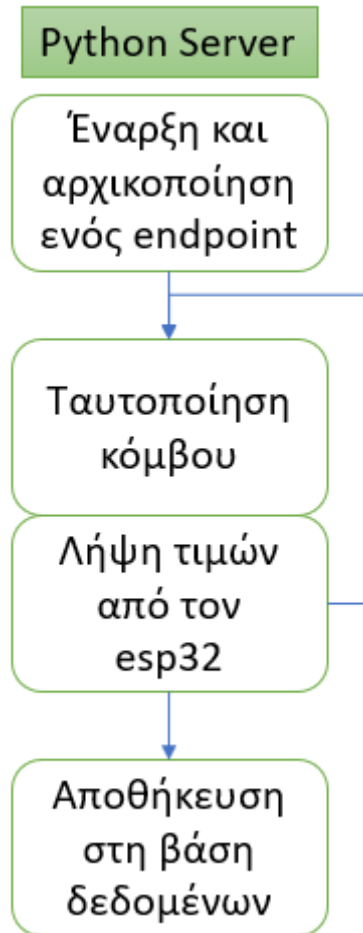 Python Server
Έναρξη και
αρχικοποίηση
ενός endpoint
Ταυτοποίηση
κόμβου
Λήψη τιμών
από τον
esp32
Αποθήκευση
στη βάση
δεδομένων